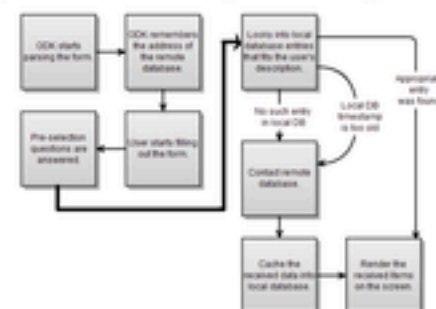 ODK starts
parsing the form.
ODK remembers
the address of
the remote
database.
Looks into local
database entries
that fits the user's
description.
Pre-selection
questions are
answered.
User starts filling
out the form.
No such entry
in local DB
Local DB
timestamp
is too old
Appropriate
entry
was found
Contact remote
database.
Cache the
received data into
local database.
Render the
received items
on the screen.